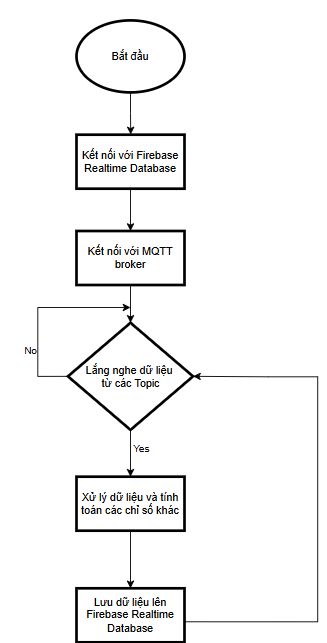 Bắt đầu
Kết nối với Firebase
Realtime Database
Kết nối với MQTT
broker
Lắng nghe dữ liệu
từ các Topic
No
Yes
Xử lý dữ liệu và tính
toán các chỉ số khác
Lưu dữ liệu lên
Firebase Realtime
Database